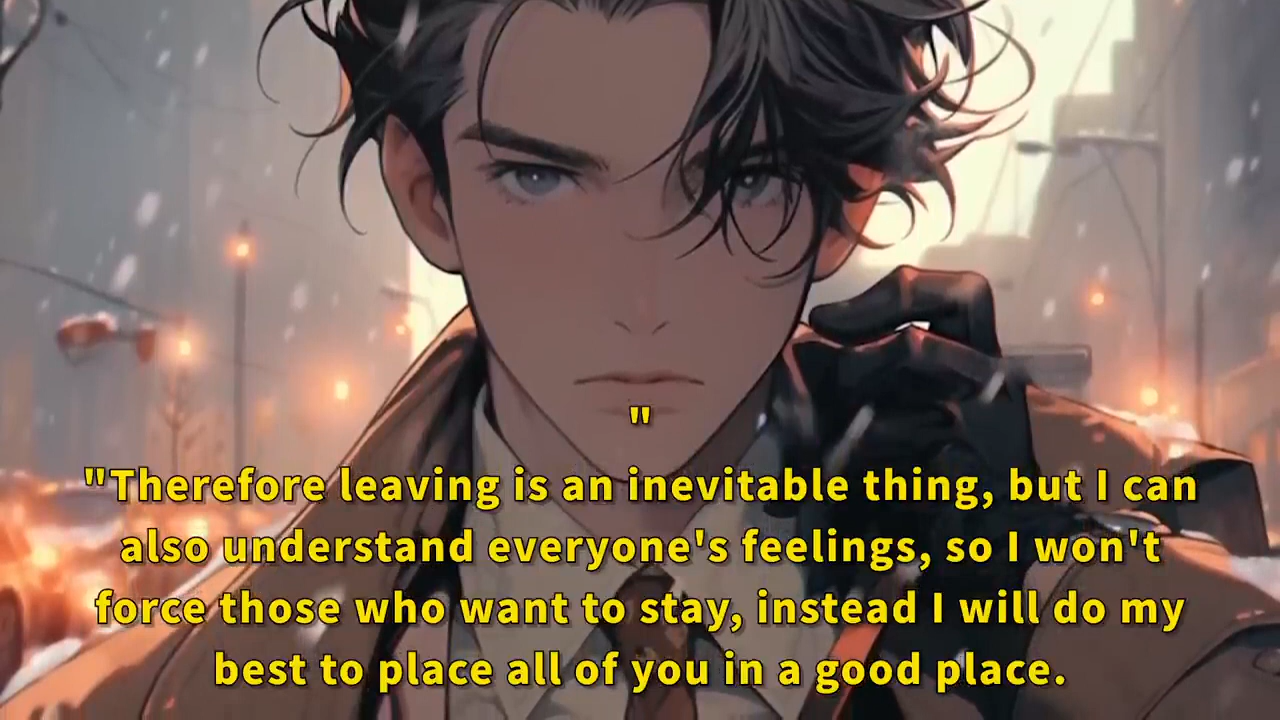 "
"Therefore leaving is an inevitable thing, but I can
also understand everyone's feelings, so I won't
force those who want to stay, instead I will do my
best to place all of you in a good place.